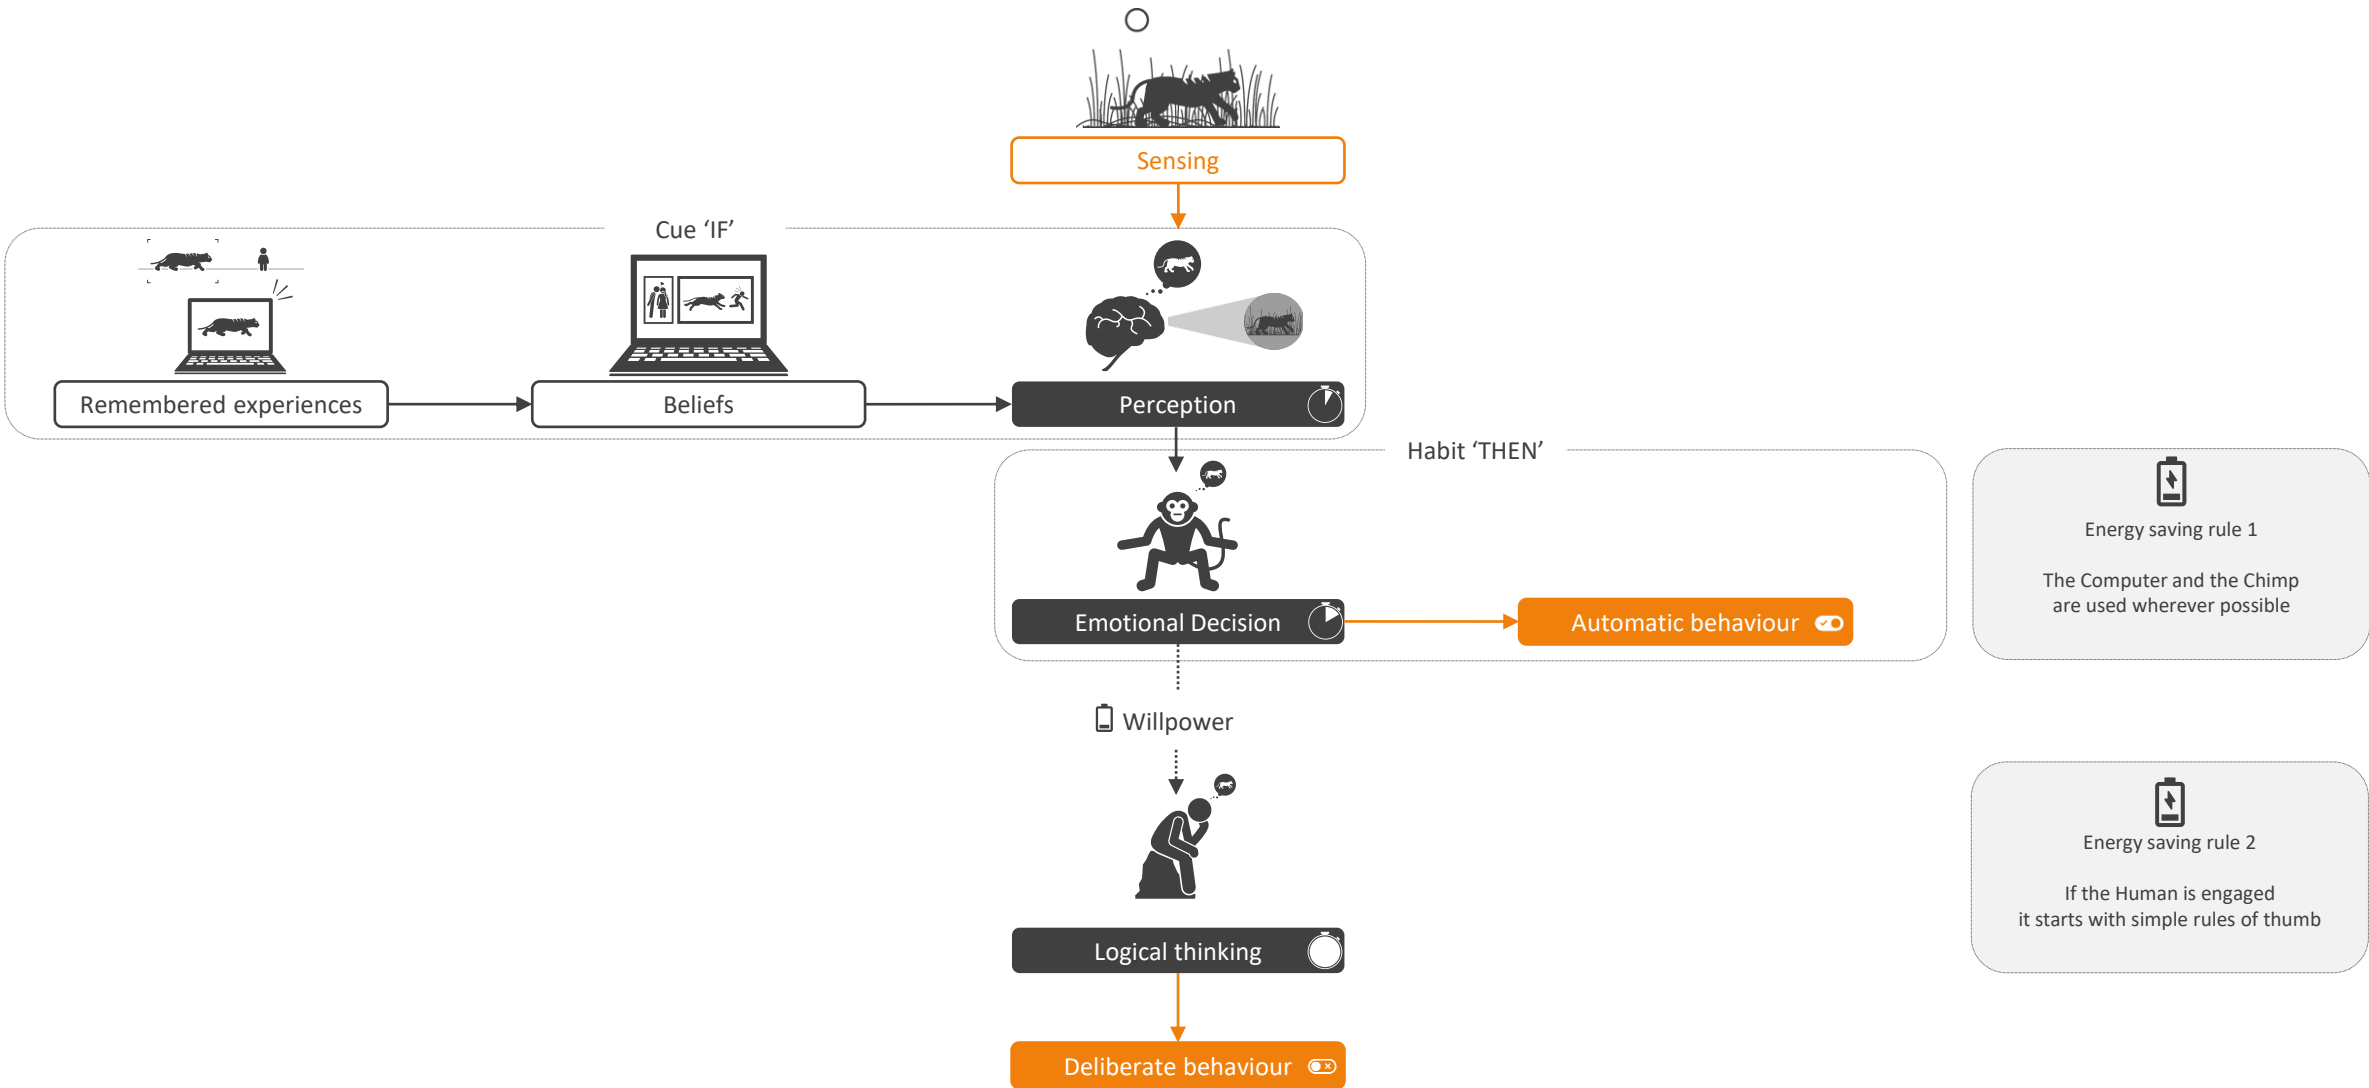 Sensing
Cue ‘IF’
Remembered experiences
Beliefs
Perception
Habit ‘THEN’
Emotional Decision
Automatic behaviour
Energy saving rule 1
The Computer and the Chimp
are used wherever possible
Willpower
Energy saving rule 2
If the Human is engaged
it starts with simple rules of thumb
Logical thinking
Deliberate behaviour